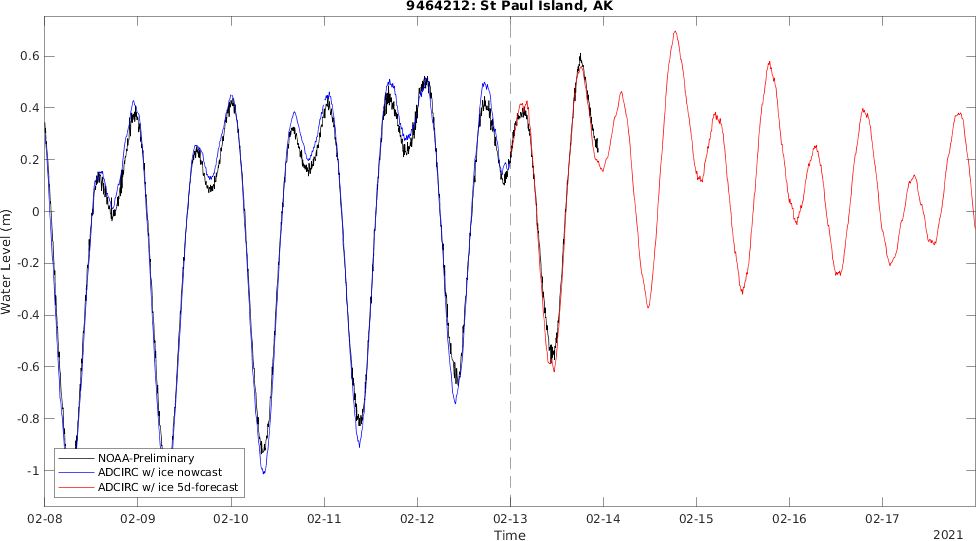 9464212: St Paul Island, AK
Water Level (m)
0.6
0.4
0.2
0
-0.2
-0.4
-0.6
-0.8
-1
NOAA-Preliminary
ADCIRC w/ ice nowcast
ADCIRC w/ ice 5d-forecast
02-08 02-09 02-10 02-11 02-12 02-13 02-14 02-15 02-16 02-17
Time
2021